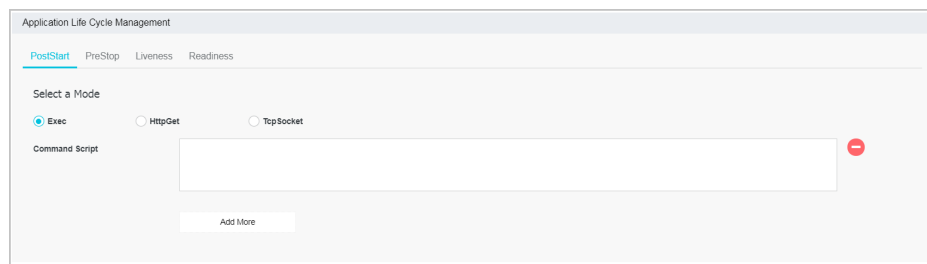 Application Life Cycle Management
PostStart PreStop Liveness Readiness
Select a Mode
Exec HttpGet TcpSocket
Command Script
Add More